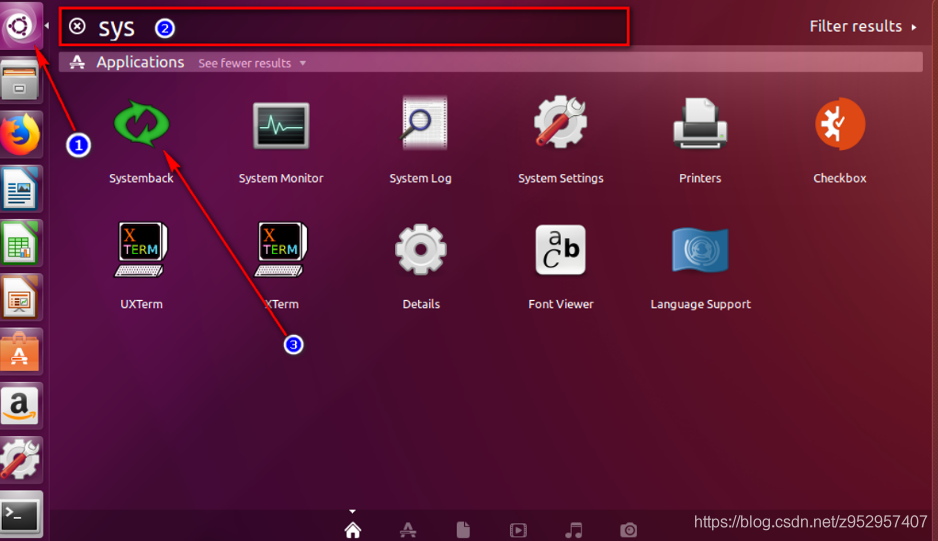 sys
2
Filter results
Applications See fewer results
1
Systemback System Monitor System Log System Settings Printers Checkbox
X TERM X TERM a b C
UXTerm XTerm Details Font Viewer Language Support
3
a
>_
https://blog.csdn.net/z952957407